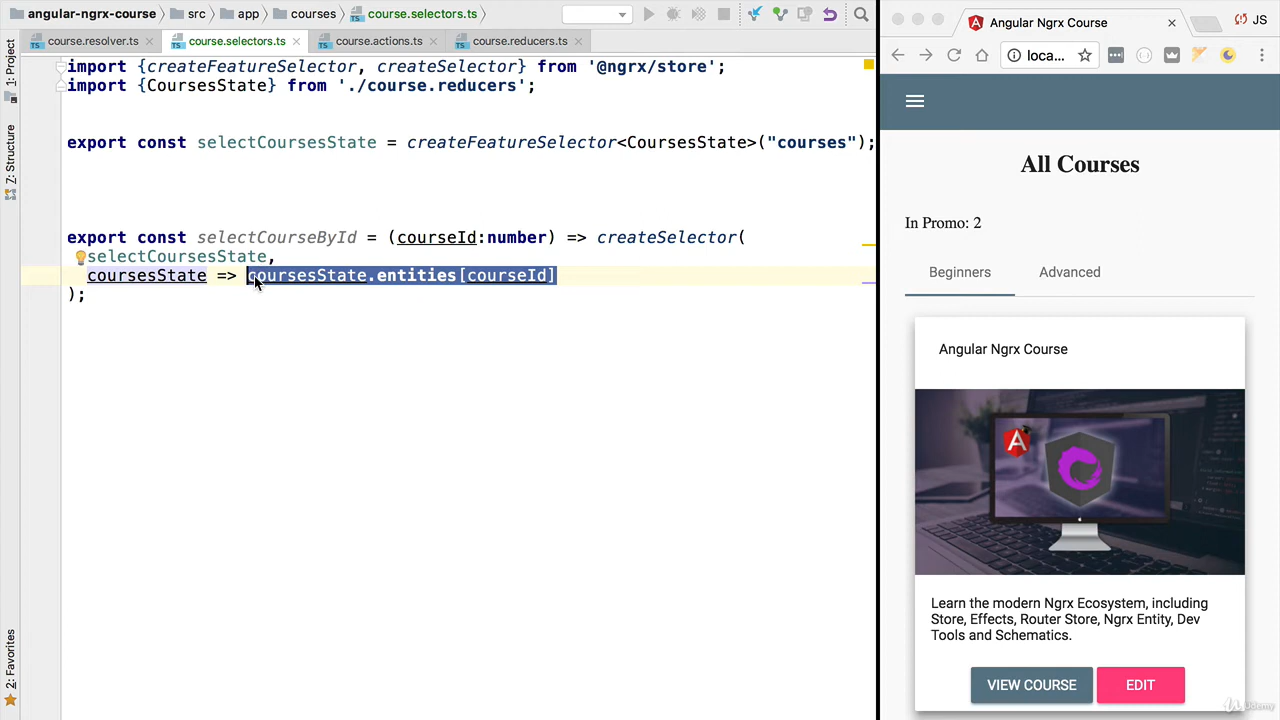 angular-ngrx-course src app courses course.selectors.ts
course.resolver.ts course.selectors.ts course.actions.ts course.reducers.ts
1: Project
Z: Structure
2: Favorites
import {createFeatureSelector, createSelector} from '@ngrx/store';
import {CoursesState} from './course.reducers';
export const selectCoursesState = createFeatureSelector<CoursesState>("courses");
export const selectCourseById = (courseId:number) => createSelector(
selectCoursesState,
coursesState => coursesState.entities[courseId]
);
Angular Ngrx Course
JS
loca...
All Courses
In Promo: 2
Beginners Advanced
Angular Ngrx Course
Learn the modern Ngrx Ecosystem, including
Store, Effects, Router Store, Ngrx Entity, Dev
Tools and Schematics.
VIEW COURSE EDIT
Udemy